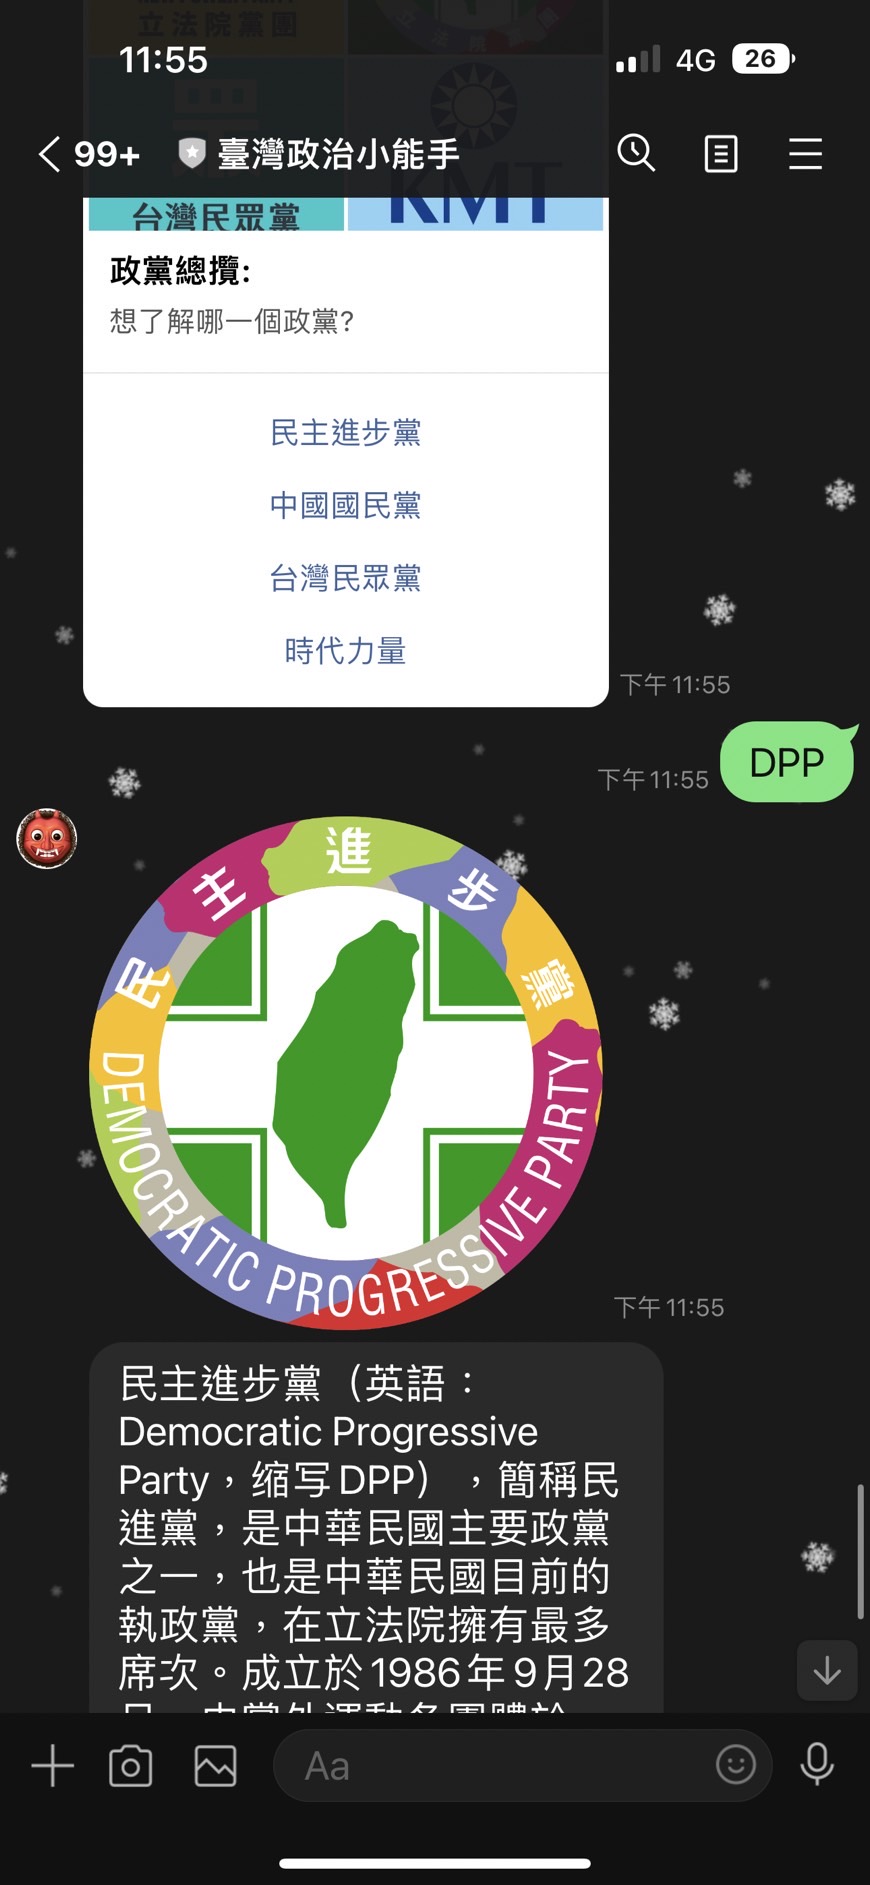 立法院黨團
11:55
4G
26
99+
臺灣政治小能手
台灣民眾黨
KMT
政黨總攬:
想了解哪一個政黨?
民主進步黨
中國國民黨
台灣民眾黨
時代力量
下午 11:55
DPP
下午 11:55
民主進步黨
DEMOCRATIC PROGRESSIVE PARTY
下午 11:55
民主進步黨（英語：
Democratic Progressive
Party，缩写DPP），簡稱民
進黨，是中華民國主要政黨
之一，也是中華民國目前的
執政黨，在立法院擁有最多
席次。成立於1986年9月28
Aa